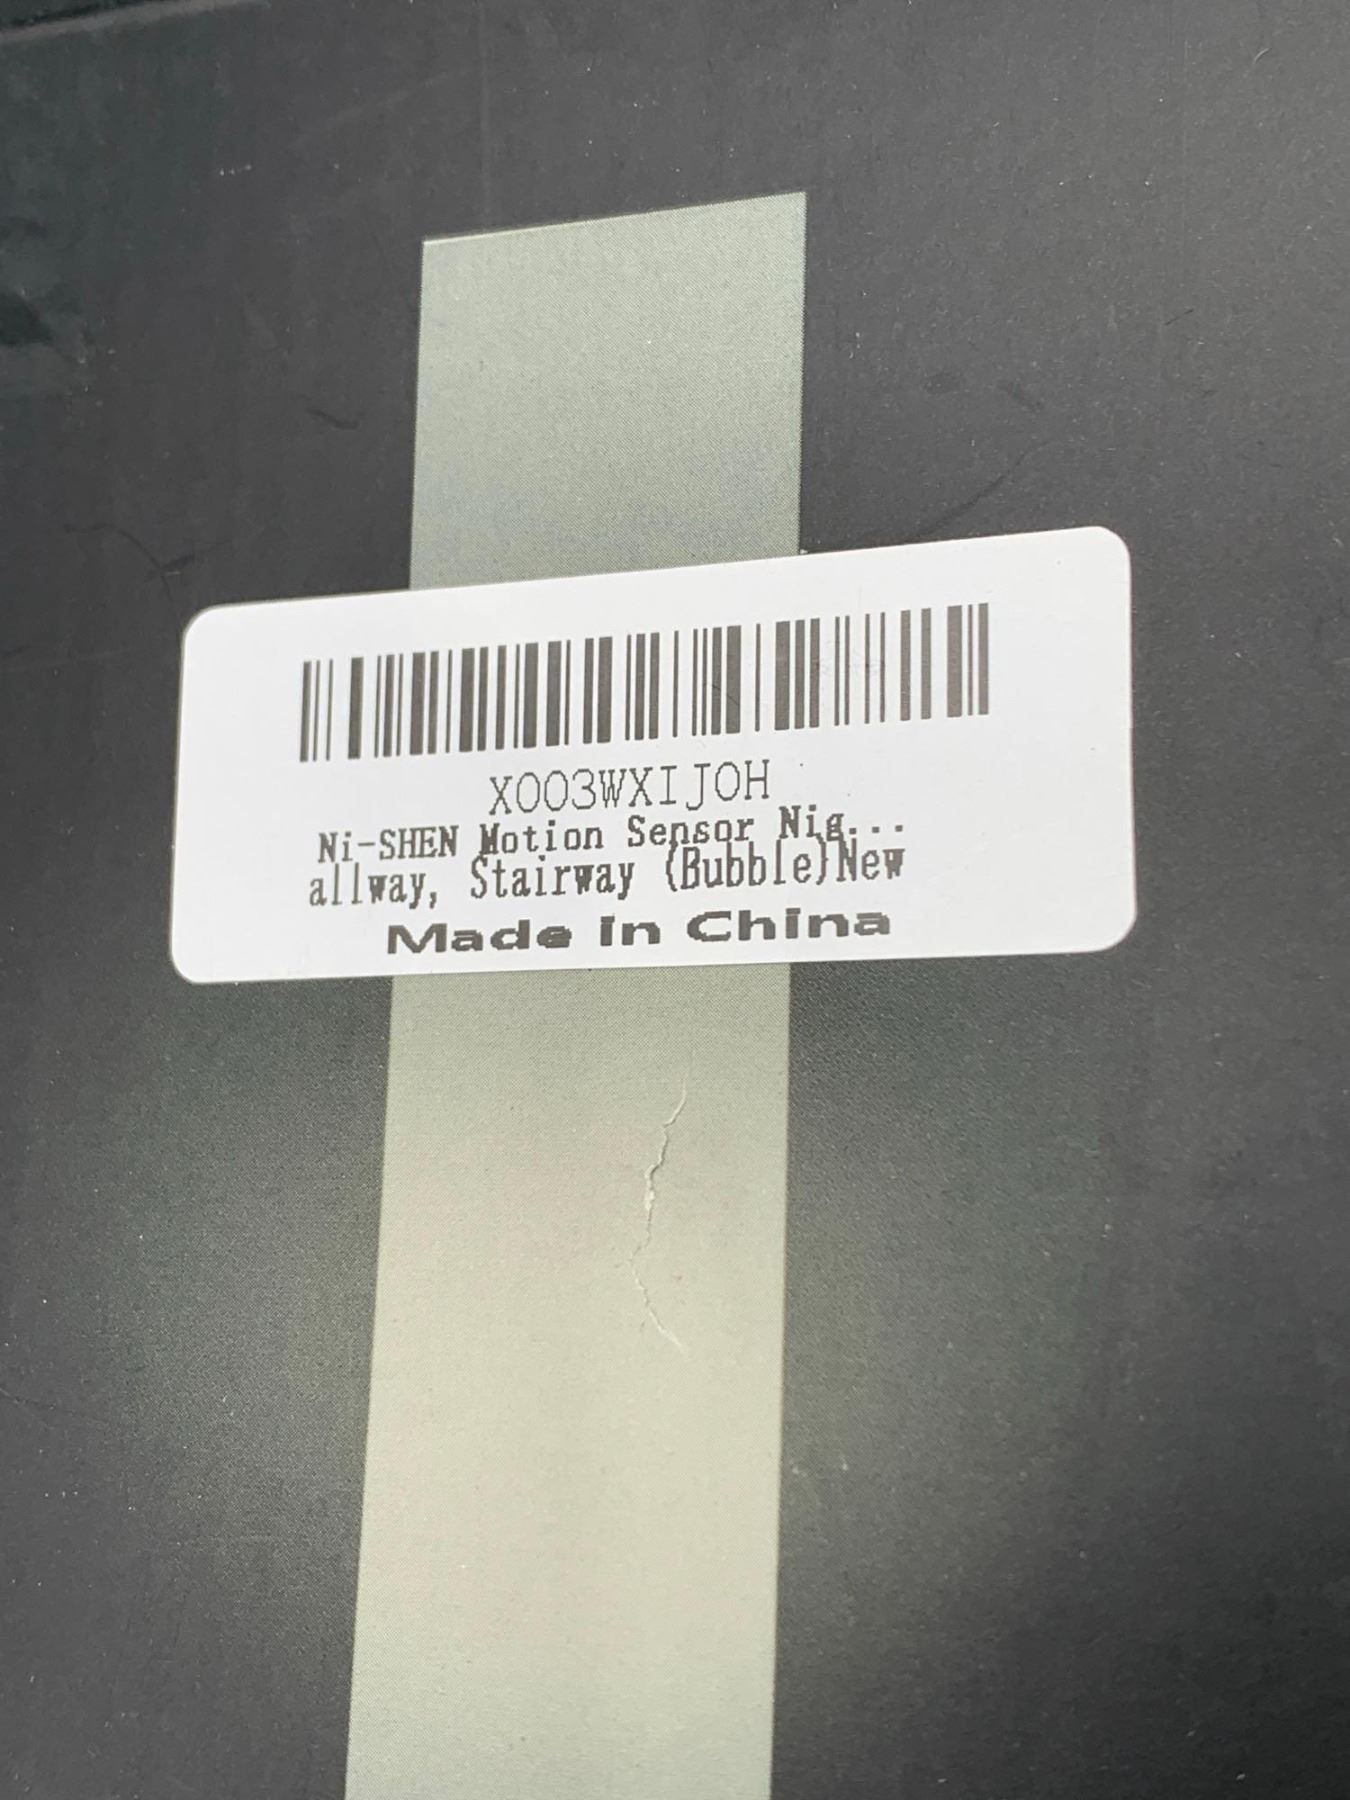 X003WXIJOH
Ni-SHEN Motion Sensor Nig...
allway, Stairway (Bubble)New
Made in China